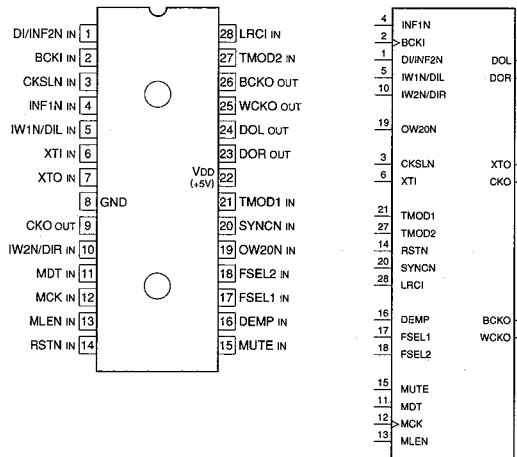 DI/INF2N IN 1
BCKI IN 2
CKSLN IN 3
INF1N IN 4
IW1N/DIL IN 5
XTI IN 6
XTO IN 7
8 GND
CKO OUT 9
IW2N/DIR IN 10
MDT IN 11
MCK IN 12
MLEN IN 13
RSTN IN 14
28 LRCI IN
27 TMOD2 IN
26 BCKO OUT
25 WCKO OUT
24 DOL OUT
23 DOR OUT
VDD 22
(+5V)
21 TMOD1 IN
20 SYNCN IN
19 OW20N IN
18 FSEL2 IN
17 FSEL1 IN
16 DEMP IN
15 MUTE IN
4 INF1N
2 BCKI
1 DI/INF2N DOL
5 IW1N/DIL DOR
10 IW2N/DIR
19 OW20N
3 CKSLN XTO
6 XTI CKO
21 TMOD1
27 TMOD2
14 RSTN
20 SYNCN
28 LRCI
16 DEMP BCKO
17 FSEL1 WCKO
18 FSEL2
15 MUTE
11 MDT
12 MCK
13 MLEN